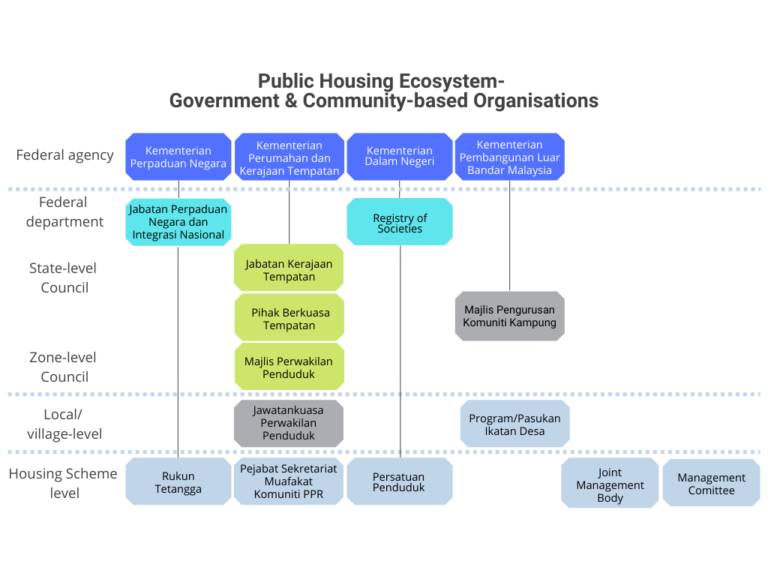 Public Housing Ecosystem-
Government & Community-based Organisations
Federal agency
Kementerian
Perpaduan Negara
Kementerian
Perumahan dan
Kerajaan Tempatan
Kementerian
Dalam Negeri
Kementerian
Pembangunan Luar
Bandar Malaysia
Federal
department
Jabatan Perpaduan
Negara dan
Integrasi Nasional
Registry of
Societies
State-level
Council
Jabatan Kerajaan
Tempatan
Pihak Berkuasa
Tempatan
Majlis Pengurusan
Komuniti Kampung
Zone-level
Council
Majlis Perwakilan
Penduduk
Local/
village-level
Jawatankuasa
Perwakilan
Penduduk
Program/Pasukan
Ikatan Desa
Housing Scheme
level
Rukun
Tetangga
Pejabat Sekretariat
Muafakat
Komuniti PPR
Persatuan
Penduduk
Joint
Management
Body
Management
Comittee